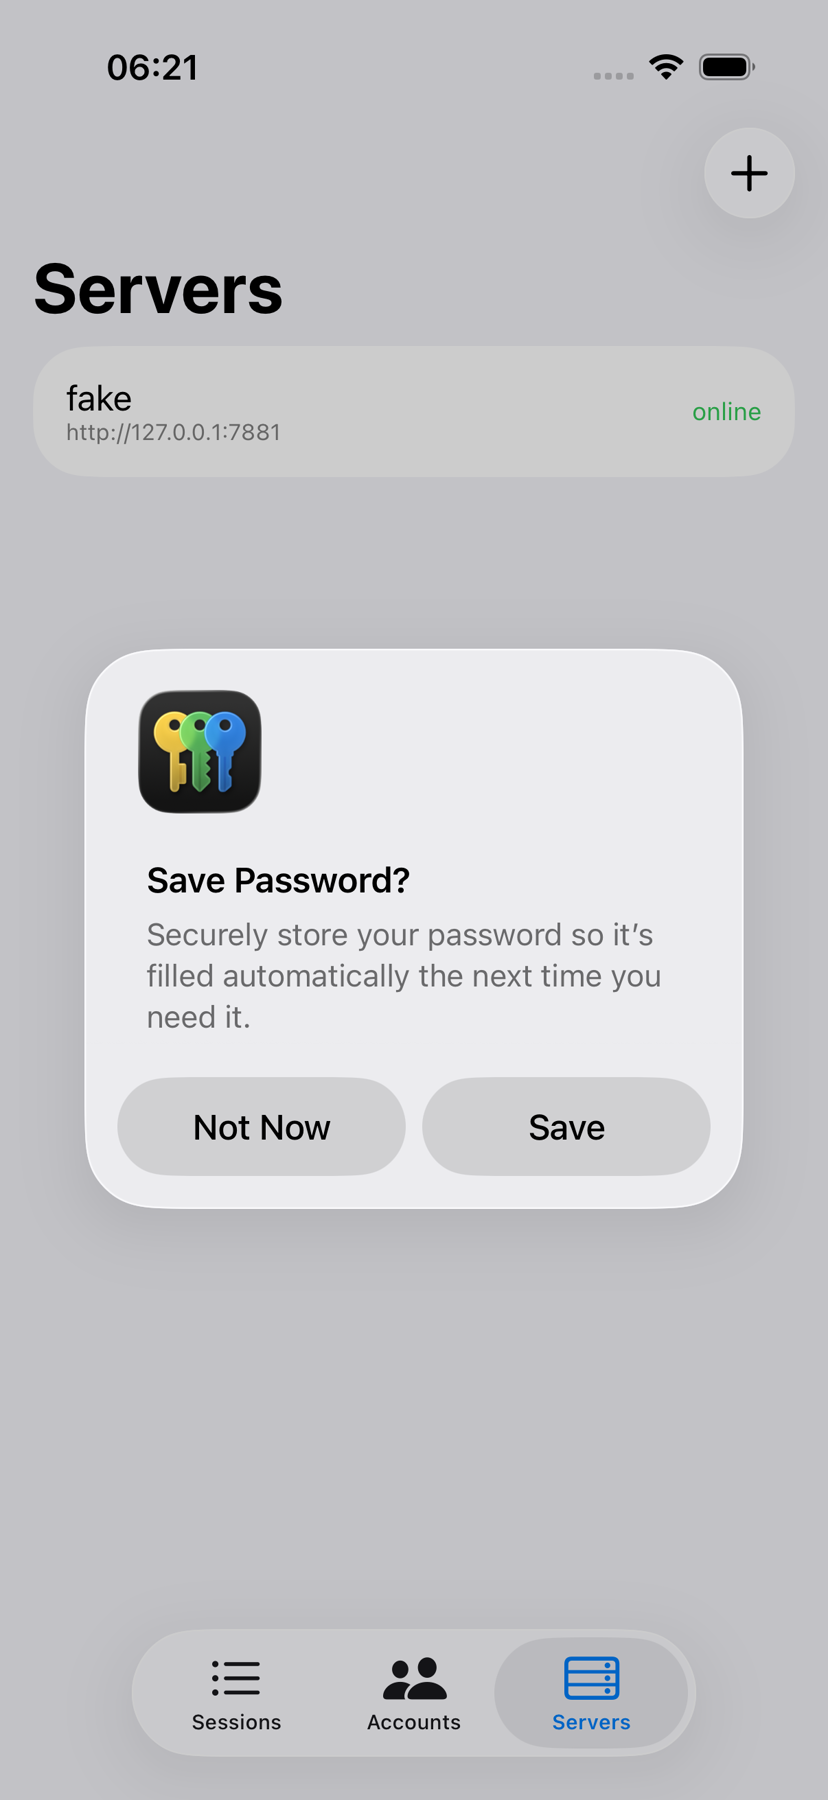 06:21
Servers
fake
http://127.0.0.1:7881
online
Save Password?
Securely store your password so it’s
filled automatically the next time you
need it.
Not Now
Save
Sessions
Accounts
Servers